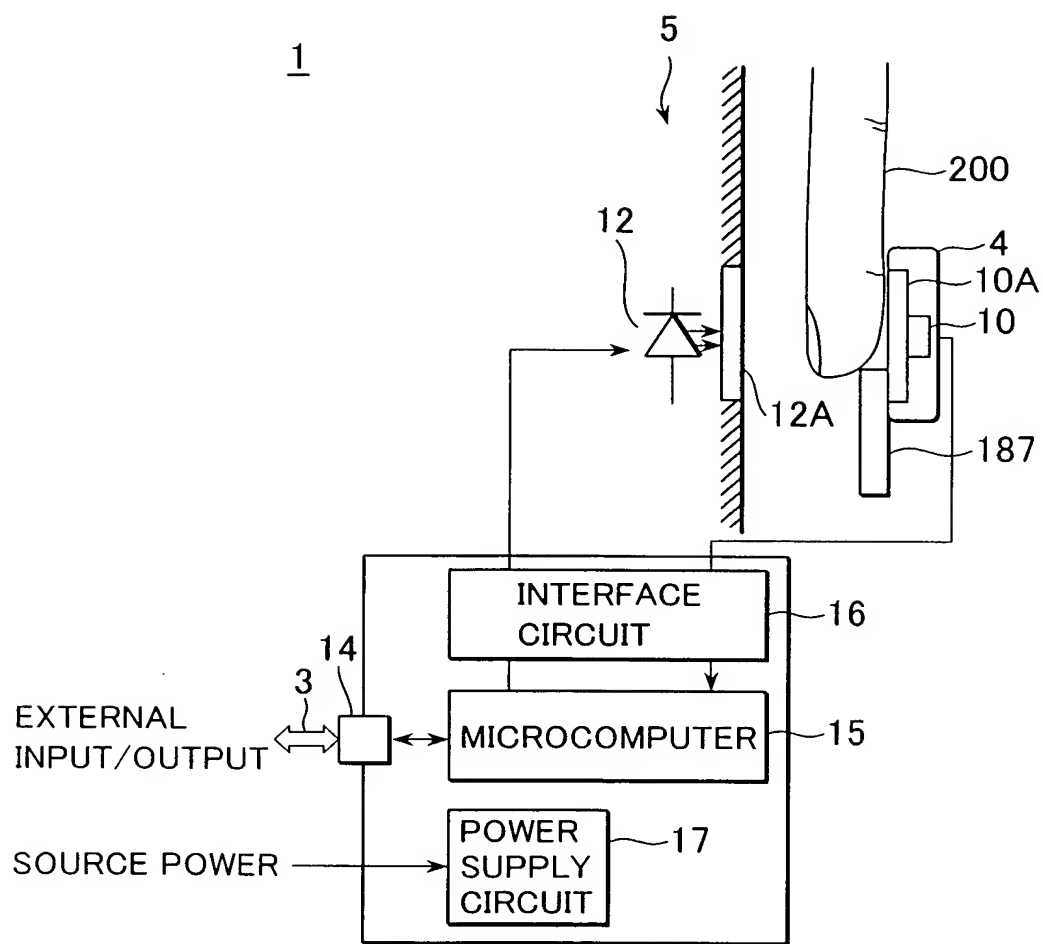 1
5
200
12
4
10A
10
12A
187
INTERFACE
CIRCUIT
16
14
3
EXTERNAL
INPUT/OUTPUT
MICROCOMPUTER
15
SOURCE POWER
POWER
SUPPLY
CIRCUIT
17